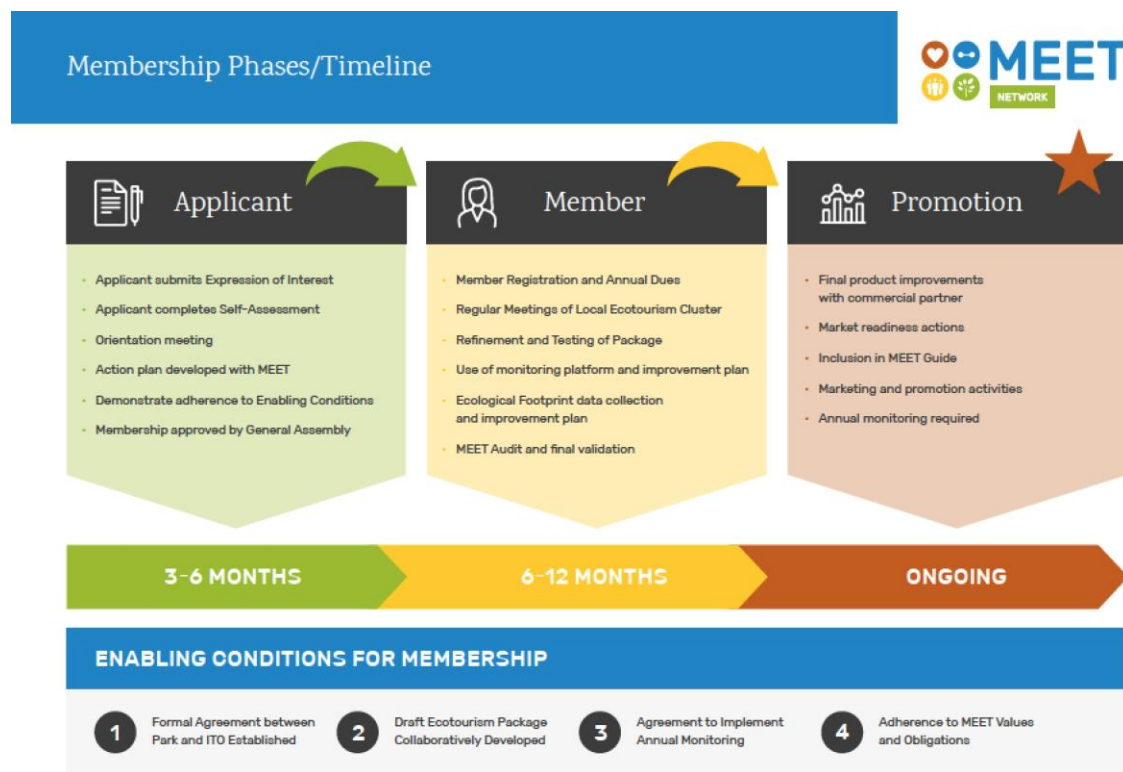 Membership Phases/Timeline
MEET
NETWORK
Applicant
Applicant submits Expression of Interest
Applicant completes Self-Assessment
Orientation meeting
Action plan developed with MEET
Demonstrate adherence to Enabling Conditions
Membership approved by General Assembly
Member
Member Registration and Annual Dues
Regular Meetings of Local Ecotourism Cluster
Refinement and Testing of Package
Use of monitoring platform and improvement plan
Ecological Footprint data collection
and improvement plan
MEET Audit and final validation
Promotion
Final product improvements
with commercial partner
Market readiness actions
Inclusion in MEET Guide
Marketing and promotion activities
Annual monitoring required
3-6 MONTHS
6-12 MONTHS
ONGOING
ENABLING CONDITIONS FOR MEMBERSHIP
1
Formal Agreement between
Park and ITO Established
2
Draft Ecotourism Package
Collaboratively Developed
3
Agreement to Implement
Annual Monitoring
4
Adherence to MEET Values
and Obligations